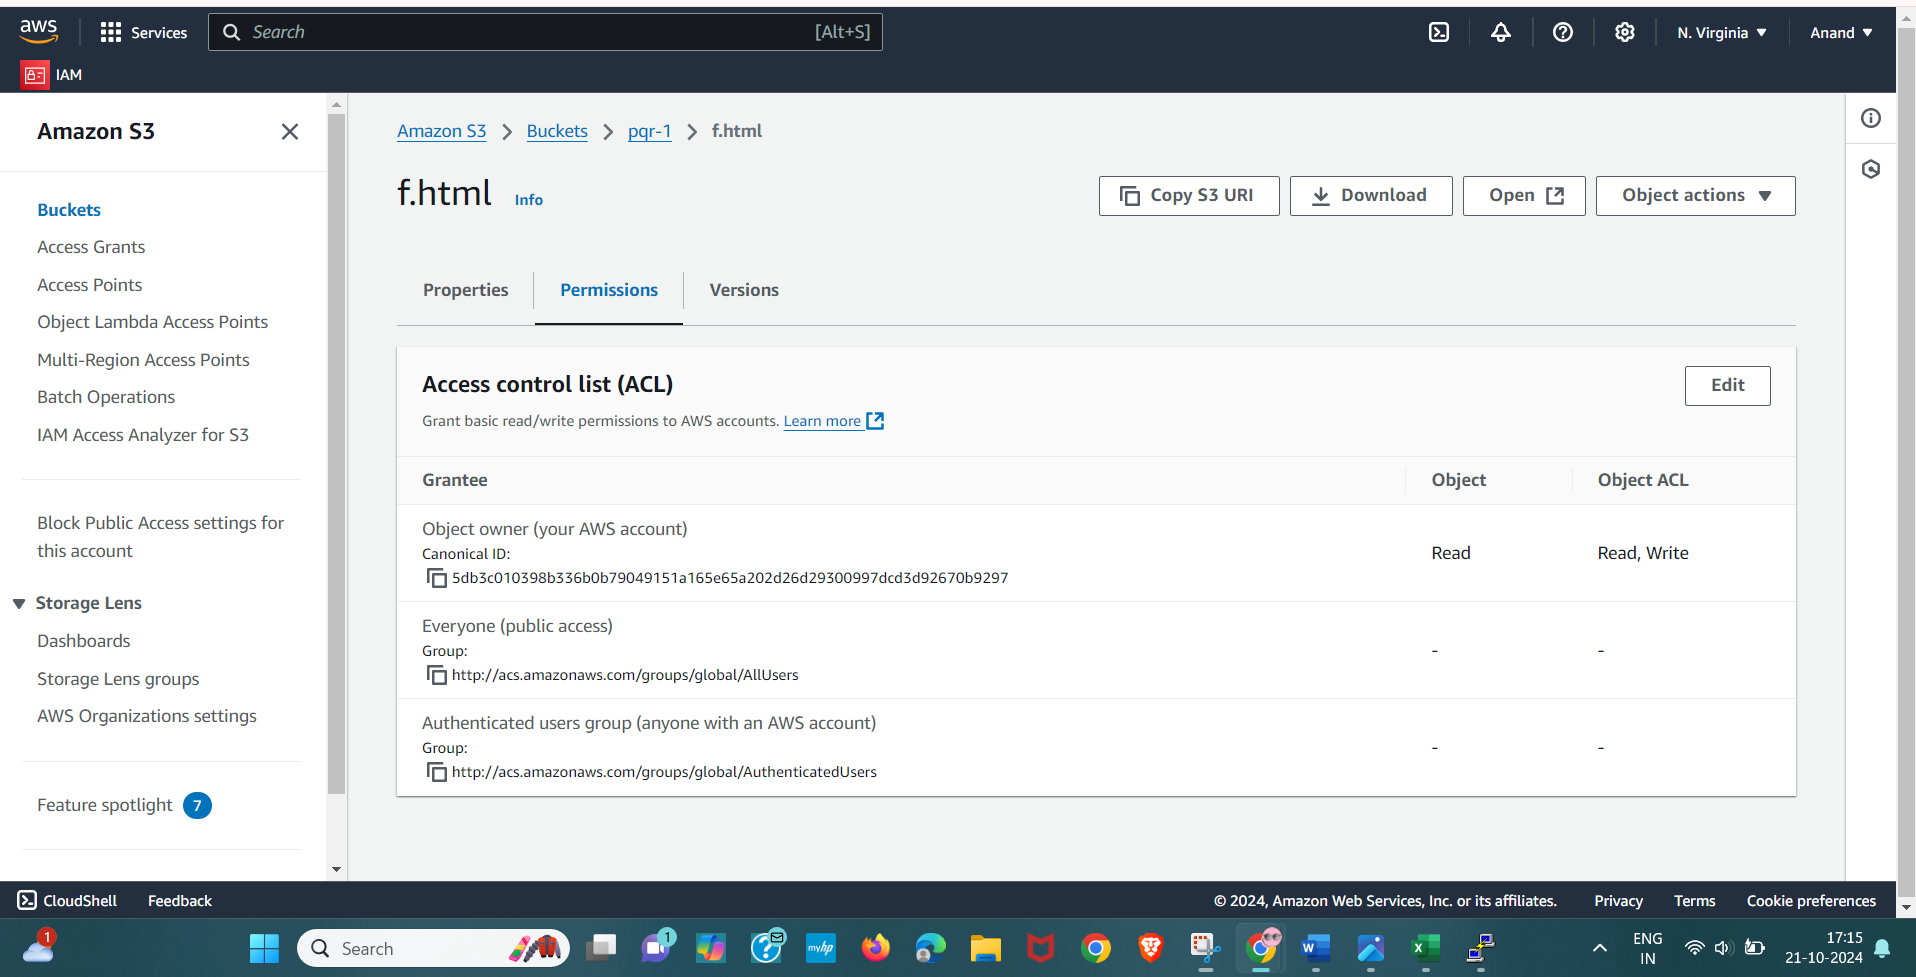 aws Services Search [Alt+S] N. Virginia Anand
IAM
Amazon S3
Buckets
Access Grants
Access Points
Object Lambda Access Points
Multi-Region Access Points
Batch Operations
IAM Access Analyzer for S3
Block Public Access settings for
this account
Storage Lens
Dashboards
Storage Lens groups
AWS Organizations settings
Feature spotlight 7
Amazon S3 Buckets pqr-1 f.html
f.html Info
Copy S3 URI Download Open Object actions
Properties Permissions Versions
Access control list (ACL) Edit
Grant basic read/write permissions to AWS accounts. Learn more
Grantee Object Object ACL
Object owner (your AWS account)
Canonical ID:
5db3c010398b336b0b79049151a165e65a202d26d29300997dcd3d92670b9297
Read Read, Write
Everyone (public access)
Group:
http://acs.amazonaws.com/groups/global/AllUsers
- -
Authenticated users group (anyone with an AWS account)
Group:
http://acs.amazonaws.com/groups/global/AuthenticatedUsers
- -
CloudShell Feedback © 2024, Amazon Web Services, Inc. or its affiliates. Privacy Terms Cookie preferences
1 Search 1 myhp ENG 17:15
IN 21-10-2024